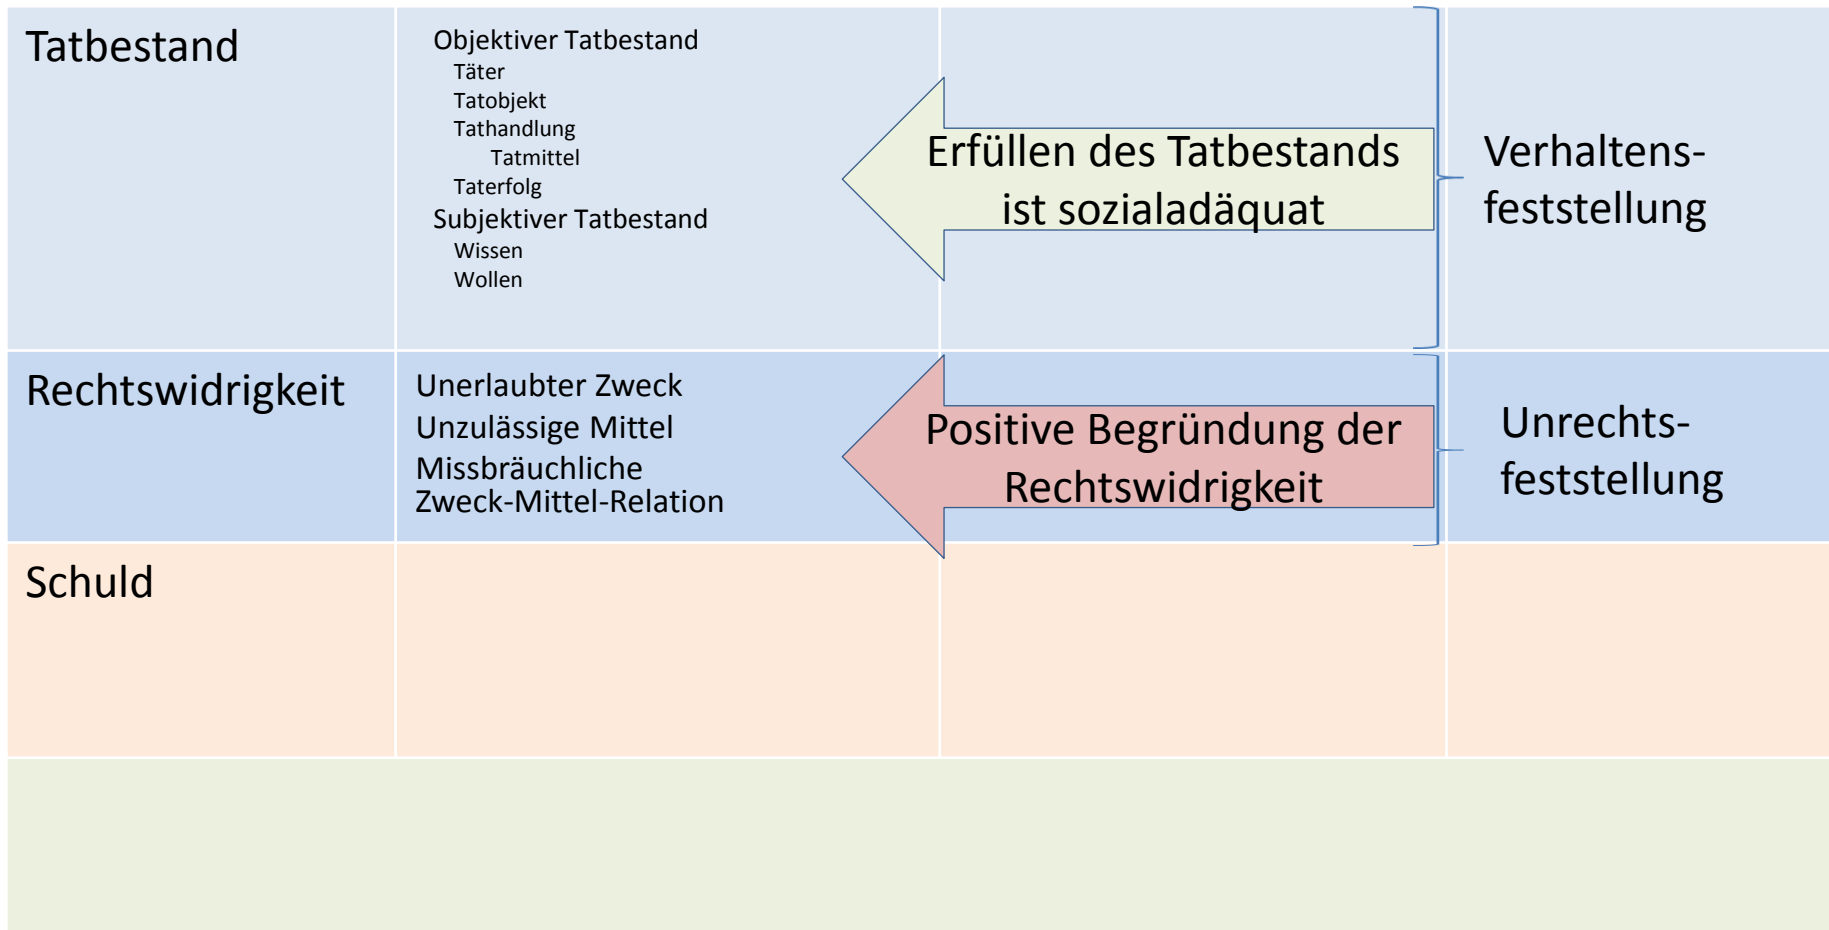 Tatbestand
Objektiver Tatbestand
Täter
Tatobjekt
Tathandlung
Tatmittel
Taterfolg
Subjektiver Tatbestand
Wissen
Wollen
Erfüllen des Tatbestands
ist sozialadäquat
Verhaltens-
feststellung
Rechtswidrigkeit
Unerlaubter Zweck
Unzulässige Mittel
Missbräuchliche
Zweck-Mittel-Relation
Positive Begründung der
Rechtswidrigkeit
Unrechts-
feststellung
Schuld